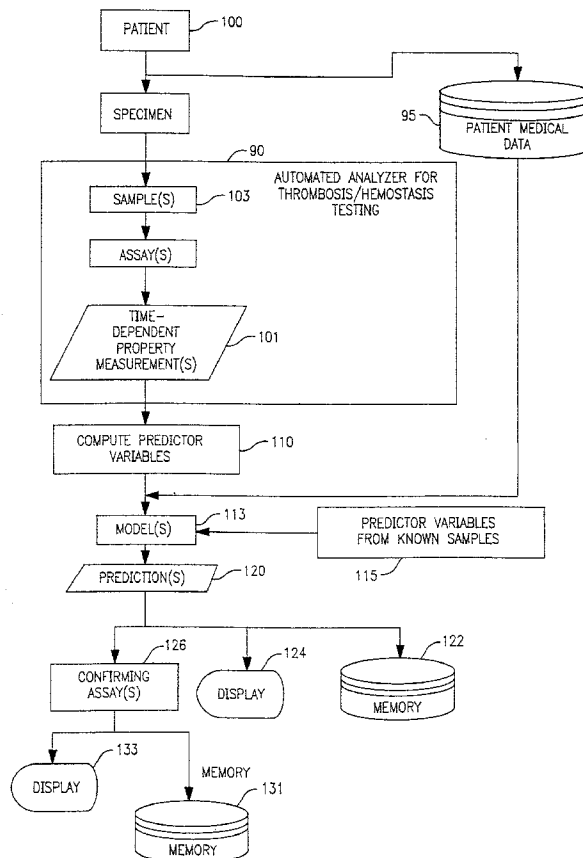 PATIENT
100
SPECIMEN
95
PATIENT MEDICAL
DATA
90
AUTOMATED ANALYZER FOR
THROMBOSIS/HEMOSTASIS
TESTING
SAMPLE(S)
103
ASSAY(S)
TIME-
DEPENDENT
PROPERTY
MEASUREMENT(S)
101
COMPUTE PREDICTOR
VARIABLES
110
MODEL(S)
113
PREDICTOR VARIABLES
FROM KNOWN SAMPLES
115
PREDICTION(S)
120
126
CONFIRMING
ASSAY(S)
124
DISPLAY
122
MEMORY
133
DISPLAY
MEMORY
131
MEMORY